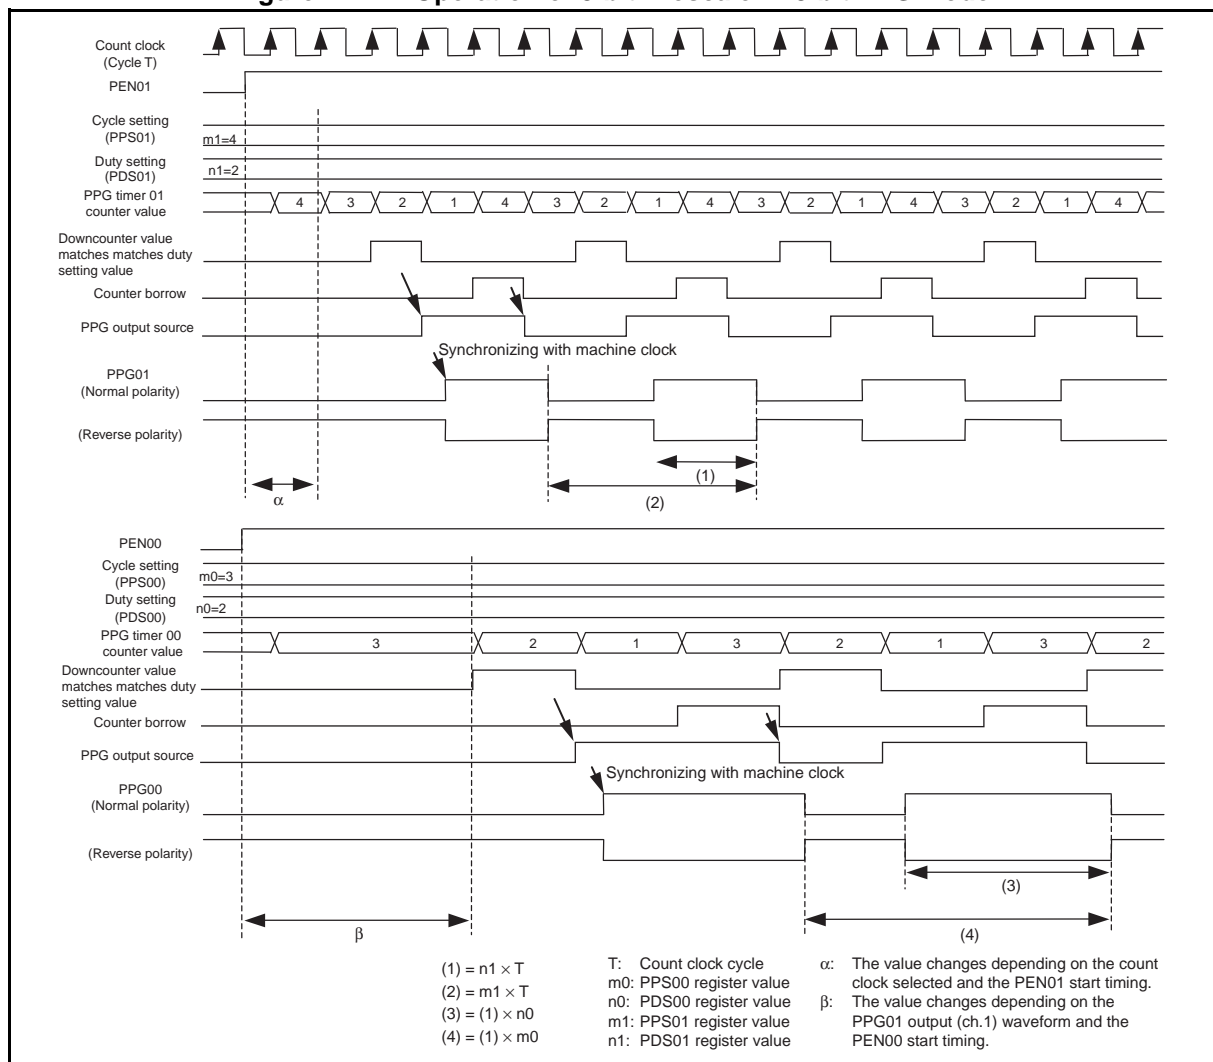 Count clock
(Cycle T)
PEN01
Cycle setting
(PPS01)
m1=4
Duty setting
(PDS01)
n1=2
PPG timer 01
counter value
4 3 2 1 4 3 2 1 4 3 2 1 4 3 2 1 4
Downcounter value
matches matches duty
setting value
Counter borrow
PPG output source
Synchronizing with machine clock
PPG01
(Normal polarity)
(Reverse polarity)
(1)
(2)
α
PEN00
Cycle setting
(PPS00)
m0=3
Duty setting
(PDS00)
n0=2
PPG timer 00
counter value
3 2 1 3 2 1 3 2
Downcounter value
matches matches duty
setting value
Counter borrow
PPG output source
Synchronizing with machine clock
PPG00
(Normal polarity)
(Reverse polarity)
(3)
(4)
β
(1) = n1 × T
(2) = m1 × T
(3) = (1) × n0
(4) = (1) × m0
T: Count clock cycle
m0: PPS00 register value
n0: PDS00 register value
m1: PPS01 register value
n1: PDS01 register value
α: The value changes depending on the count
clock selected and the PEN01 start timing.
β: The value changes depending on the
PPG01 output (ch.1) waveform and the
PEN00 start timing.